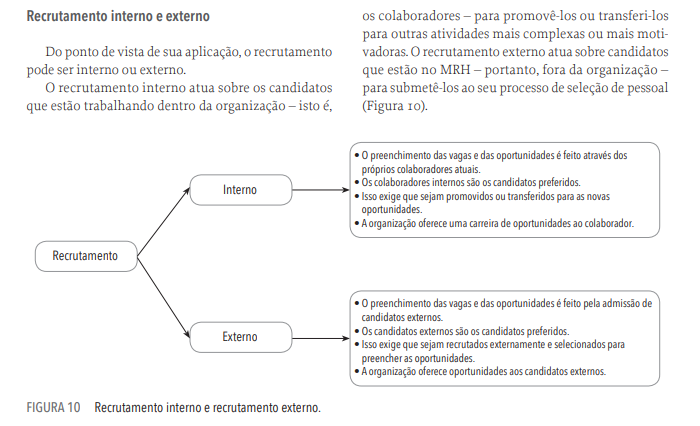 Recrutamento interno e externo
Do ponto de vista de sua aplicação, o recrutamento
pode ser interno ou externo.
O recrutamento interno atua sobre os candidatos
que estão trabalhando dentro da organização – isto é,
os colaboradores – para promovê-los ou transferi-los
para outras atividades mais complexas ou mais moti-
vadoras. O recrutamento externo atua sobre candidatos
que estão no MRH – portanto, fora da organização –
para submetê-los ao seu processo de seleção de pessoal
(Figura 10).
Recrutamento
Interno
• O preenchimento das vagas e das oportunidades é feito através dos
próprios colaboradores atuais.
• Os colaboradores internos são os candidatos preferidos.
• Isso exige que sejam promovidos ou transferidos para as novas
oportunidades.
• A organização oferece uma carreira de oportunidades ao colaborador.
Externo
• O preenchimento das vagas e das oportunidades é feito pela admissão de
candidatos externos.
• Os candidatos externos são os candidatos preferidos.
• Isso exige que sejam recrutados externamente e selecionados para
preencher as oportunidades.
• A organização oferece oportunidades aos candidatos externos.
FIGURA 10 Recrutamento interno e recrutamento externo.